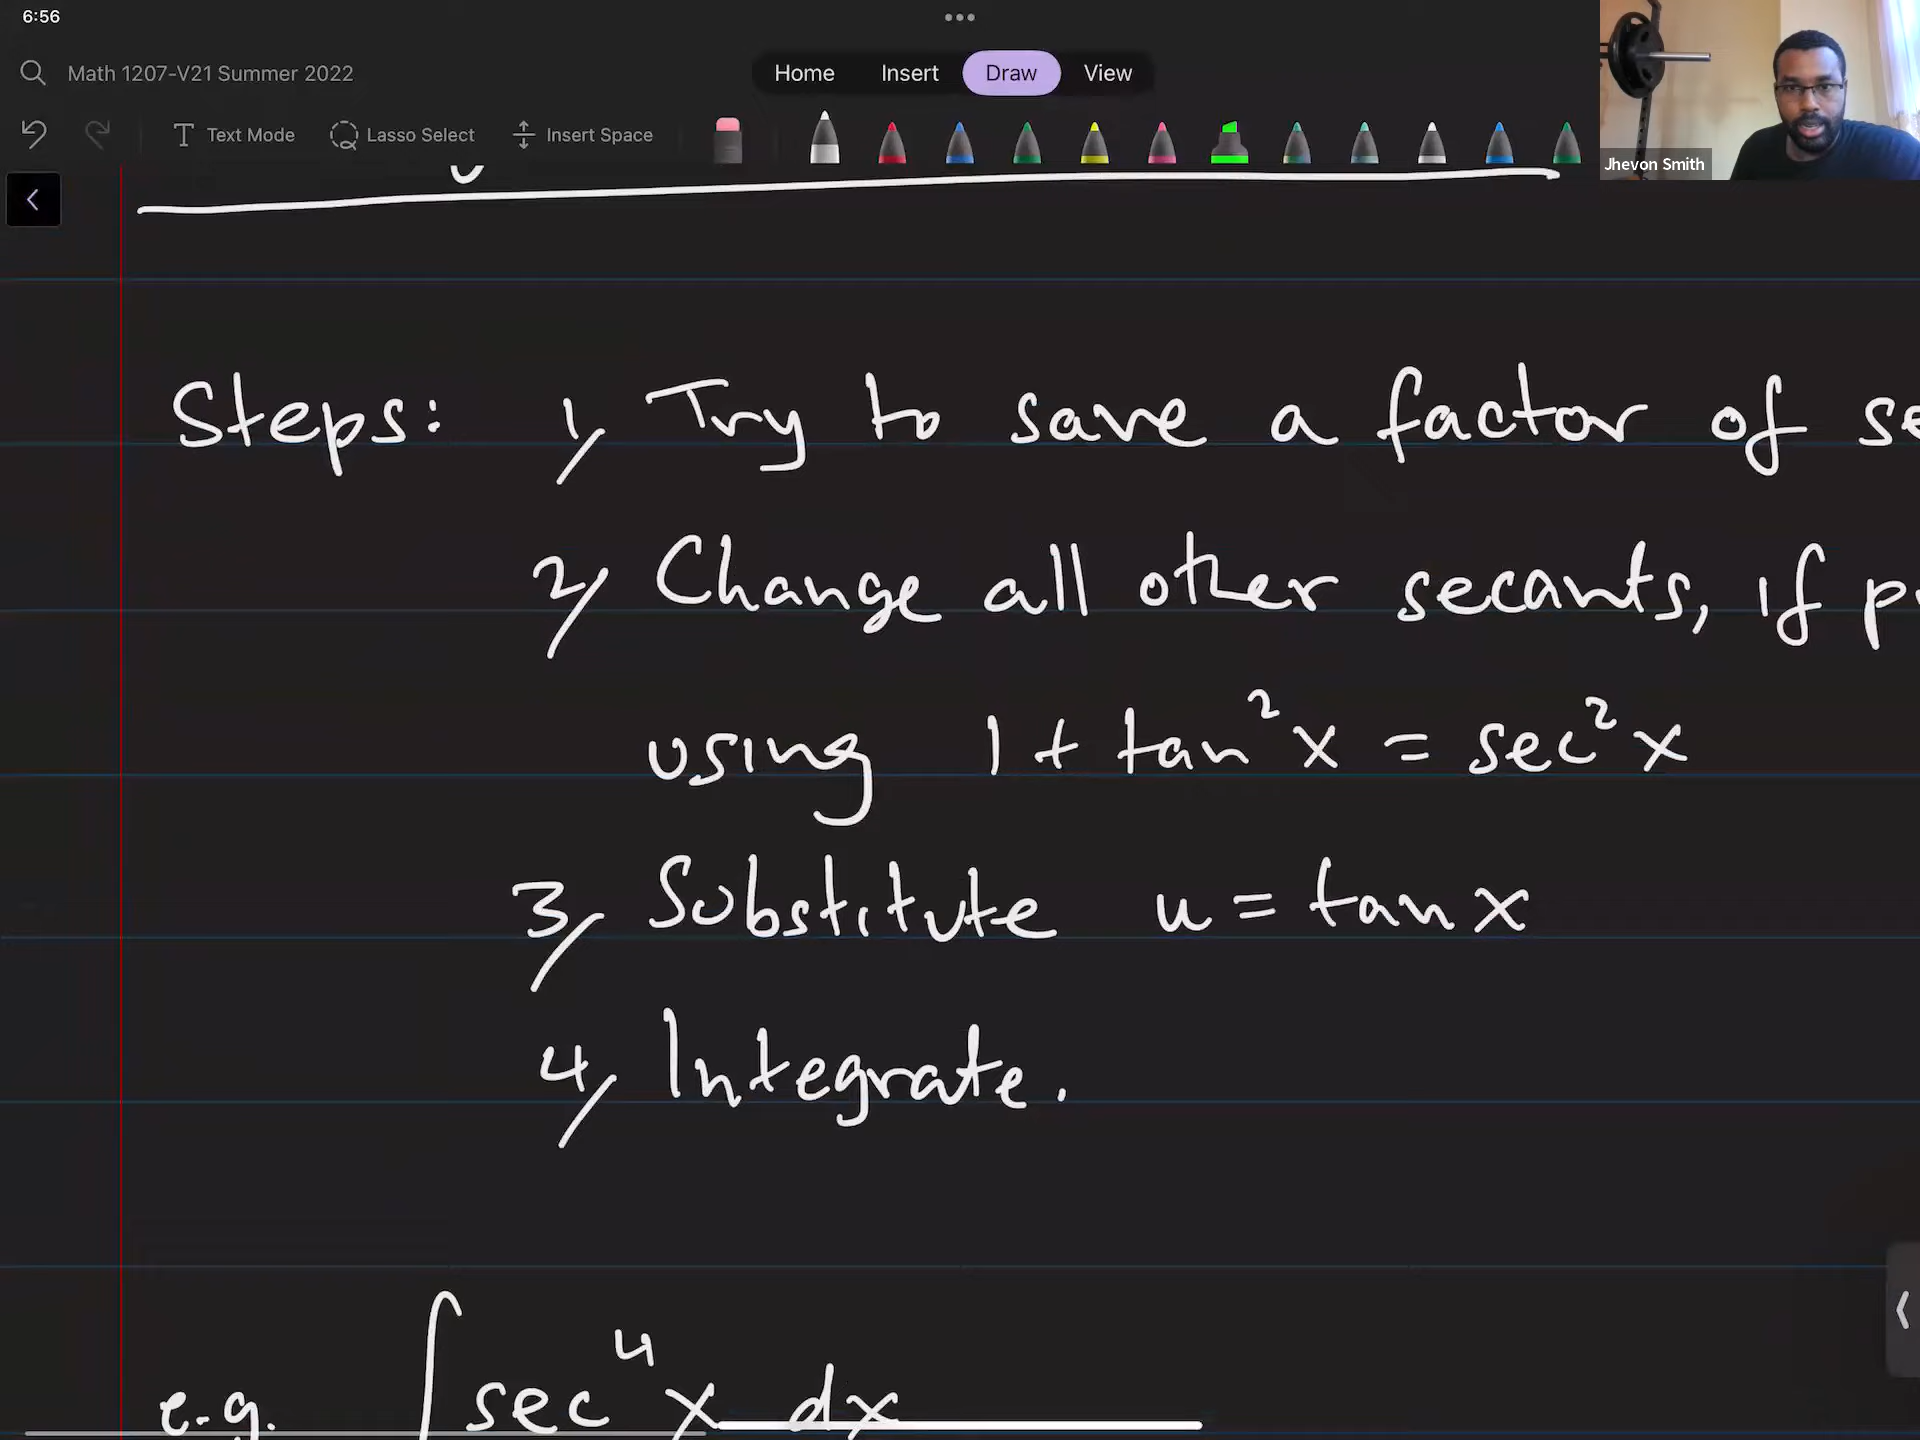 6:56
Math 1207-V21 Summer 2022
Home Insert Draw View
Text Mode Lasso Select Insert Space
Jhevon Smith
Steps: 1, Try to save a factor of se
2, Change all other secants, if p
using 1 + tan²x = sec²x
3, Substitute u = tan x
4, Integrate.
e.g. ∫ sec⁴x dx